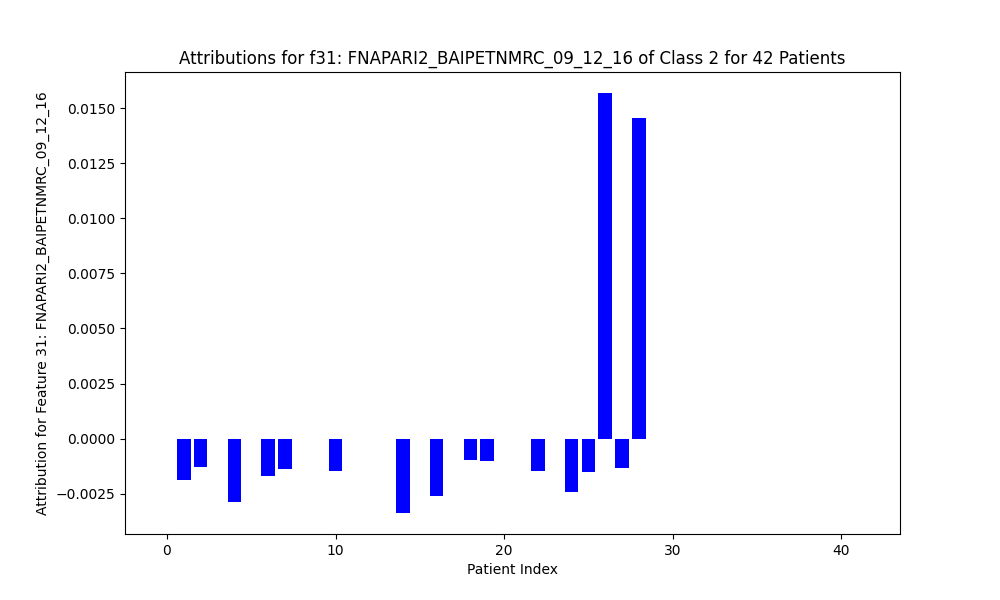 Attributions for f31: FNAPARI2_BAIPETNMRC_09_12_16 of Class 2 for 42 Patients
Attribution for Feature 31: FNAPARI2_BAIPETNMRC_09_12_16
0.0150
0.0125
0.0100
0.0075
0.0050
0.0025
0.0000
−0.0025
0 10 20 30 40
Patient Index